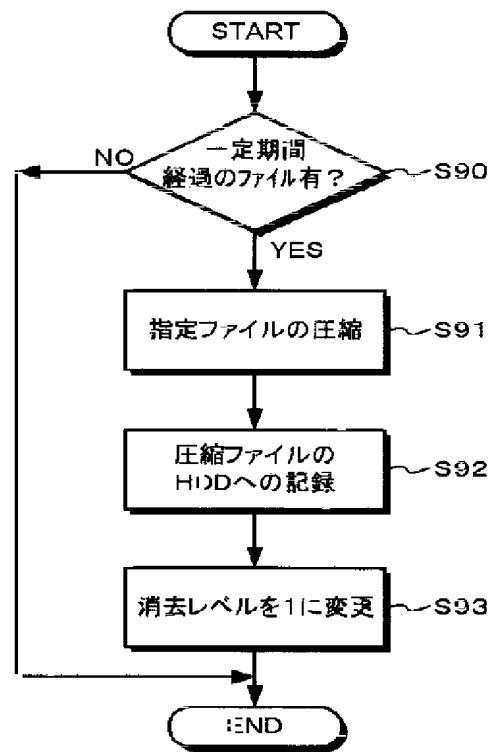 START
一定期間
経過のファイル有？
S90
NO
YES
指定ファイルの圧縮
S91
圧縮ファイルの
HDDへの記録
S92
消去レベルを1に変更
S93
END